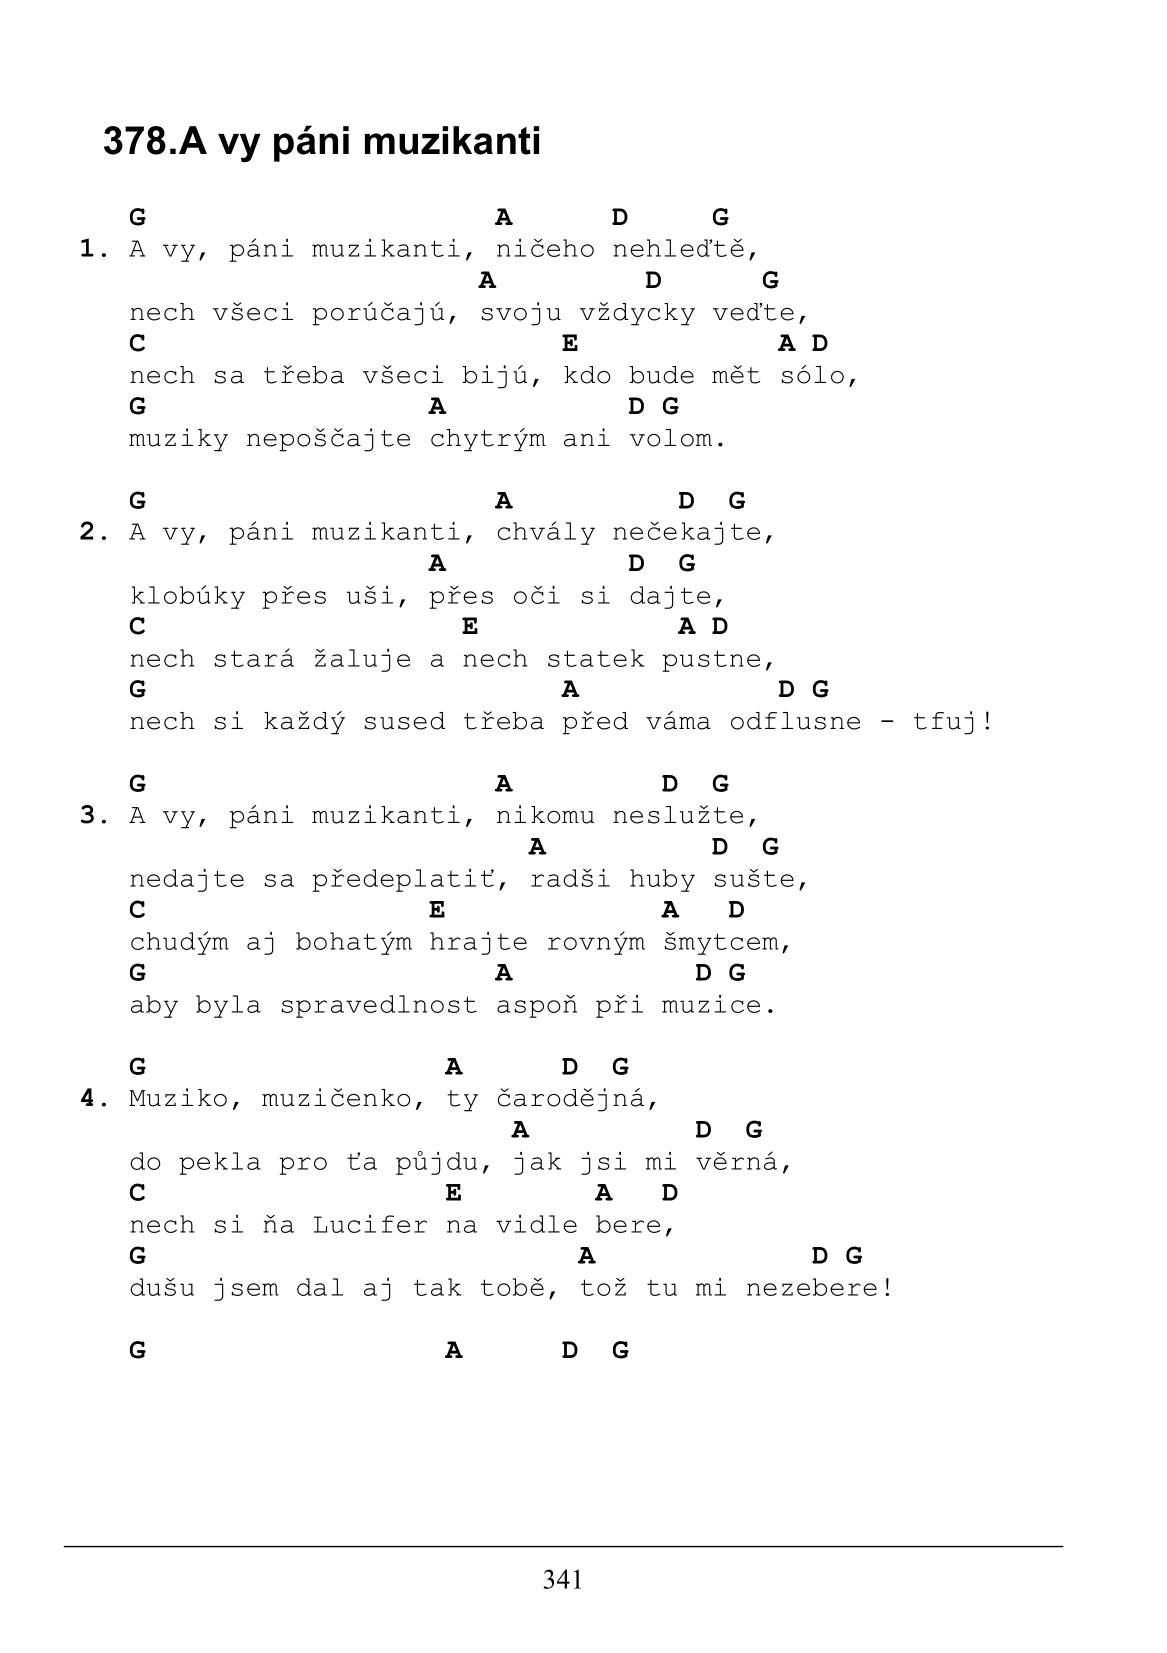 378.A vy páni muzikanti
G A D G
1. A vy, páni muzikanti, ničeho nehleďtě,
A D G
nech všeci porúčajú, svoju vždycky veďte,
C E A D
nech sa třeba všeci bijú, kdo bude mět sólo,
G A D G
muziky nepoščajte chytrým ani volom.
G A D G
2. A vy, páni muzikanti, chvály nečekajte,
A D G
klobúky přes uši, přes oči si dajte,
C E A D
nech stará žaluje a nech statek pustne,
G A D G
nech si každý sused třeba před váma odflusne - tfuj!
G A D G
3. A vy, páni muzikanti, nikomu neslužte,
A D G
nedajte sa předeplatiť, radši huby sušte,
C E A D
chudým aj bohatým hrajte rovným šmytcem,
G A D G
aby byla spravedlnost aspoň při muzice.
G A D G
4. Muziko, muzičenko, ty čarodějná,
A D G
do pekla pro ťa půjdu, jak jsi mi věrná,
C E A D
nech si ňa Lucifer na vidle bere,
G A D G
dušu jsem dal aj tak tobě, tož tu mi nezebere!
G A D G
341